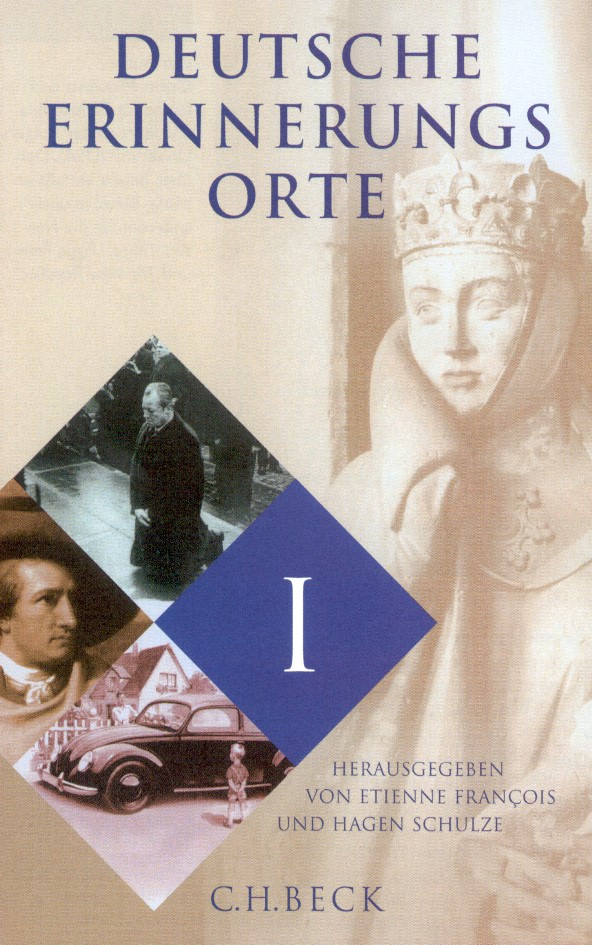 DEUTSCHE
ERINNERUNGS
ORTE
I
HERAUSGEGEBEN
VON ETIENNE FRANÇOIS
UND HAGEN SCHULZE
C.H.BECK